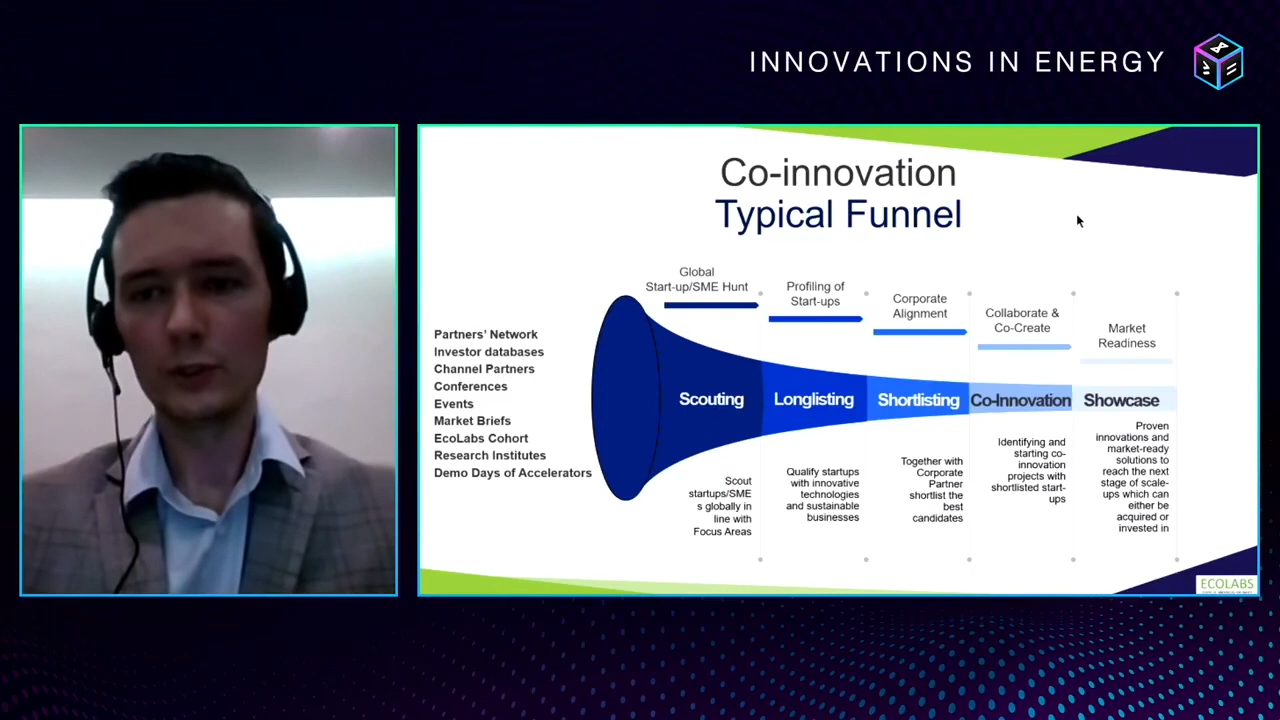 INNOVATIONS IN ENERGY
Co-innovation
Typical Funnel
Partners' Network
Investor databases
Channel Partners
Conferences
Events
Market Briefs
EcoLabs Cohort
Research Institutes
Demo Days of Accelerators
Global
Start-up/SME Hunt
Profiling of
Start-ups
Corporate
Alignment
Collaborate &
Co-Create
Market
Readiness
Scouting
Longlisting
Shortlisting
Co-Innovation
Showcase
Scout
startups/SME
s globally in
line with
Focus Areas
Qualify startups
with innovative
technologies
and sustainable
businesses
Together with
Corporate
Partner
shortlist the
best
candidates
Identifying and
starting co-
innovation
projects with
shortlisted start-
ups
Proven
innovations and
market-ready
solutions to
reach the next
stage of scale-
ups which can
either be
acquired or
invested in
ECOLABS